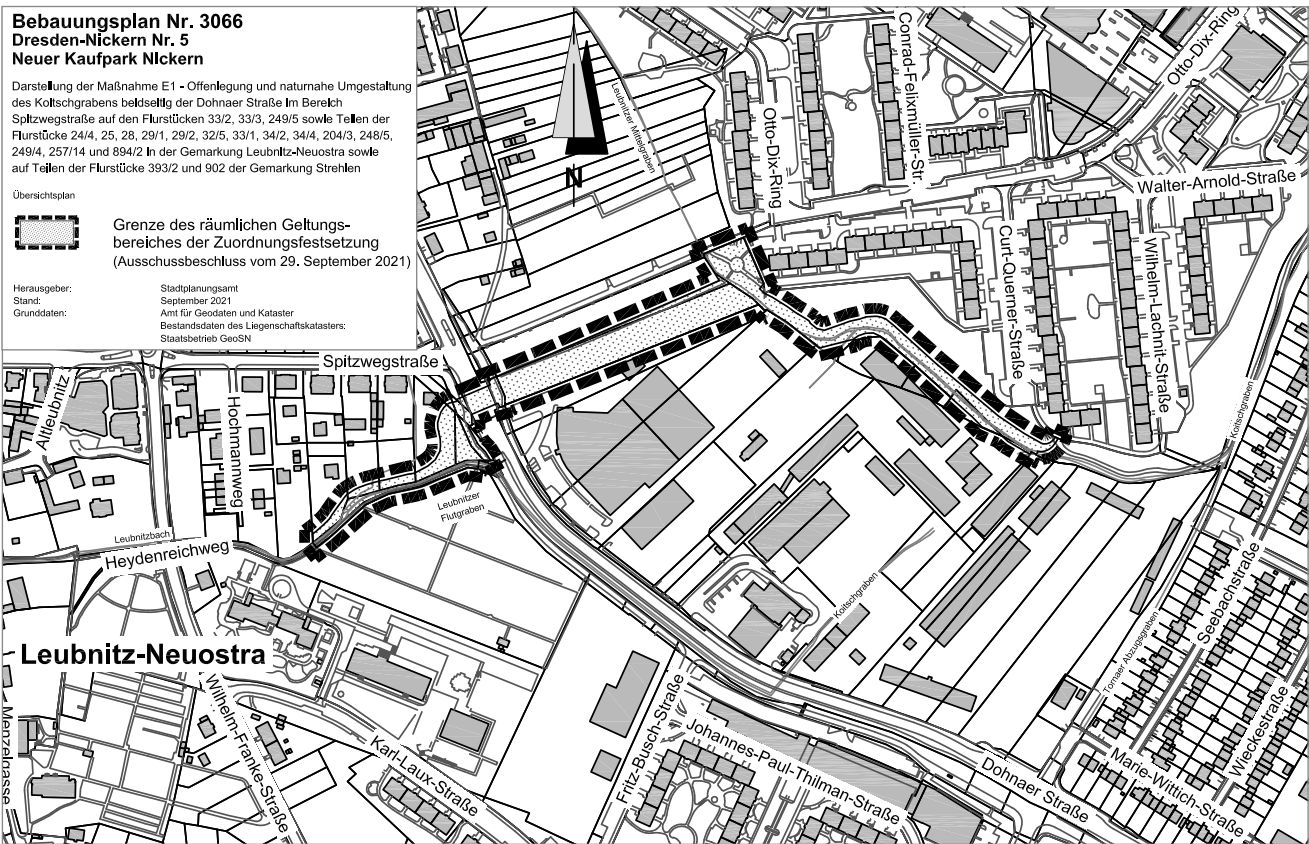 Bebauungsplan Nr. 3066
Dresden-Nickern Nr. 5
Neuer Kaufpark Nickern
Darstellung der Maßnahme E1 - Offenlegung und naturnahe Umgestaltung
des Koitschgrabens beidseitig der Dohnaer Straße im Bereich
Spitzwegstraße auf den Flurstücken 33/2, 33/3, 249/5 sowie Teilen der
Flurstücke 24/4, 25, 28, 29/1, 29/2, 32/5, 33/1, 34/2, 34/4, 204/3, 248/5,
249/4, 257/14 und 894/2 in der Gemarkung Leubnitz-Neuostra sowie
auf Teilen der Flurstücke 393/2 und 902 der Gemarkung Strehlen
Übersichtsplan
Grenze des räumlichen Geltungs-
bereiches der Zuordnungsfestsetzung
(Ausschussbeschluss vom 29. September 2021)
Herausgeber: Stadtplanungsamt
Stand: September 2021
Grunddaten: Amt für Geodaten und Kataster
Bestandsdaten des Liegenschaftskatasters:
Staatsbetrieb GeoSN
N
Leubnitzer Mittelgraben
Otto-Dix-Ring
Conrad-Felixmüller-Str.
Otto-Dix-Ring
Walter-Arnold-Straße
Curt-Querner-Straße
Wilhelm-Lachnit-Straße
Koitschgraben
Spitzwegstraße
Altleubnitz
Hochmannweg
Leubnitzer
Flutgraben
Leubnitzbach
Heydenreichweg
Koitschgraben
Tornaer Abzugsgraben
Seebachstraße
Wieckestraße
Leubnitz-Neuostra
Menzelgasse
Wilhelm-Franke-Straße
Karl-Laux-Straße
Fritz-Busch-Straße
Johannes-Paul-Thilman-Straße
Dohnaer Straße
Marie-Wittich-Straße